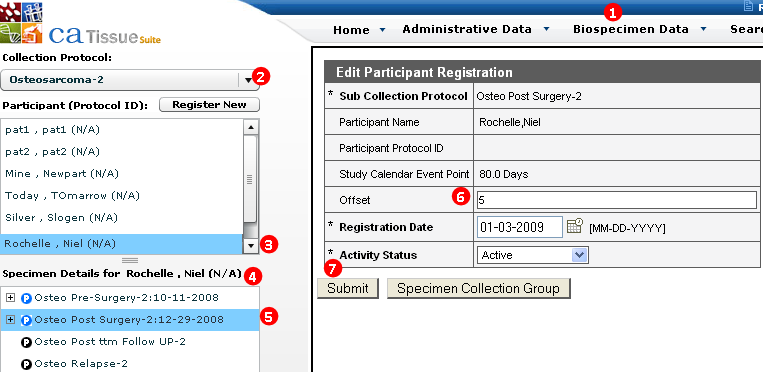 1
R
ca Tissue Suite
Home Administrative Data Biospecimen Data Sear
Collection Protocol:
Osteosarcoma-2 2
Participant (Protocol ID): Register New
pat1 , pat1 (N/A)
pat2 , pat2 (N/A)
Mine , Newpart (N/A)
Today , TOmarrow (N/A)
Silver , Slogen (N/A)
Rochelle , Niel (N/A) 3
Specimen Details for Rochelle , Niel (N/A) 4
P Osteo Pre-Surgery-2:10-11-2008
P Osteo Post Surgery-2:12-29-2008 5
P Osteo Post ttm Follow UP-2
P Osteo Relapse-2
Edit Participant Registration
* Sub Collection Protocol Osteo Post Surgery-2
Participant Name Rochelle,Niel
Participant Protocol ID
Study Calendar Event Point 80.0 Days
Offset 6 5
* Registration Date 01-03-2009 [MM-DD-YYYY]
* Activity Status Active
7
Submit Specimen Collection Group